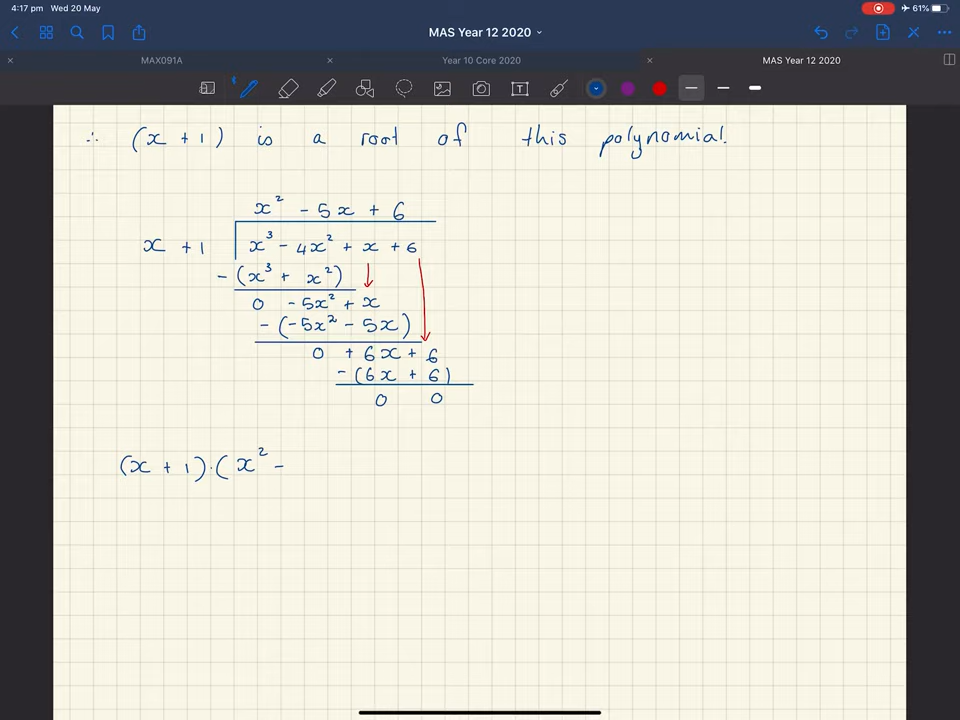 4:17 pm Wed 20 May
61%
MAS Year 12 2020
MAX091A
Year 10 Core 2020
MAS Year 12 2020
∴ (x + 1) is a root of this polynomial!
x² - 5x + 6
x + 1 x³ - 4x² + x + 6
- (x³ + x²)
0 - 5x² + x
- (-5x² - 5x)
0 + 6x + 6
- (6x + 6)
0 0
(x + 1)·(x² -